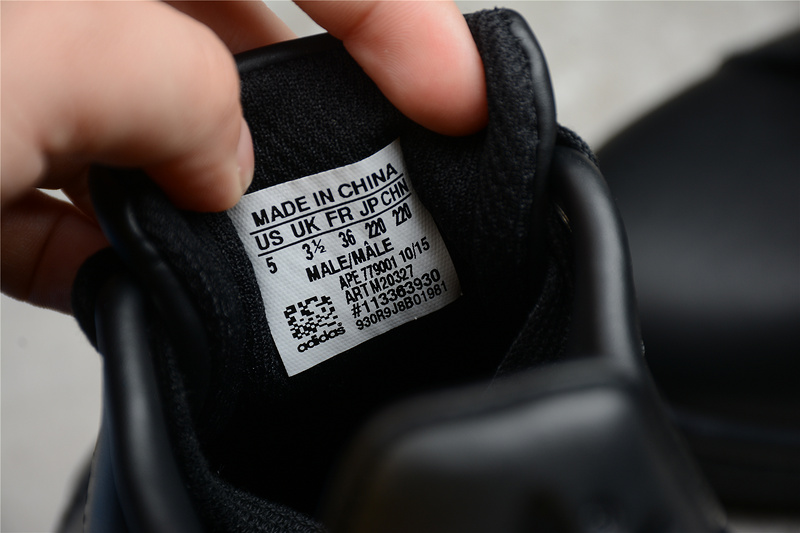 MADE IN CHINA
US UK FR JP CHN
5 3½ 36 220 220
MALE/MÂLE
APE 779001 10/15
ART M20327
#113363930
930R9J8B01981
adidas